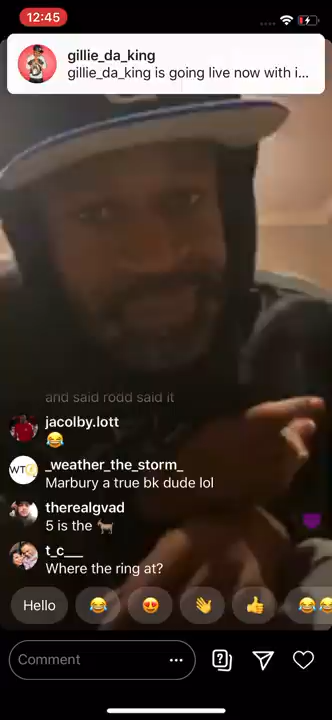 12:45
gillie_da_king
gillie_da_king is going live now with i...
and said rodd said it
jacolby.lott
😂
_weather_the_storm_
WT
Marbury a true bk dude lol
therealgvad
5 is the 🐐
t_c___
Where the ring at?
Hello 😂 😍 👋 👍 😂😂
Comment ...